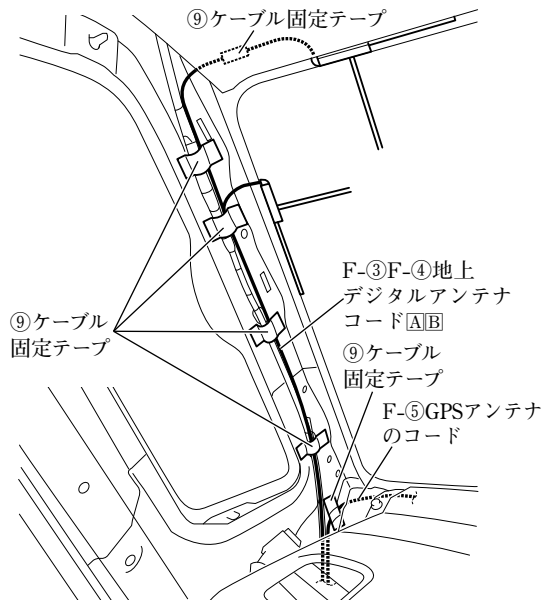 ⑨ケーブル固定テープ
F-③F-④地上
デジタルアンテナ
コードAB
⑨ケーブル
固定テープ
⑨ケーブル
固定テープ
F-⑤GPSアンテナ
のコード